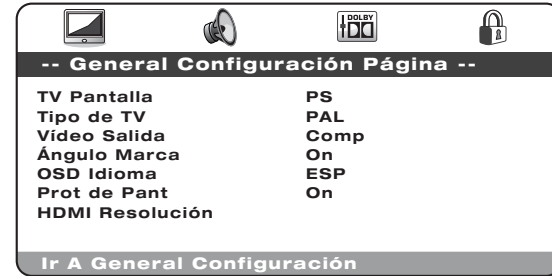 DOLBY
-- General Configuración Página --
TV Pantalla PS
Tipo de TV PAL
Vídeo Salida Comp
Ángulo Marca On
OSD Idioma ESP
Prot de Pant On
HDMI Resolución
Ir A General Configuración